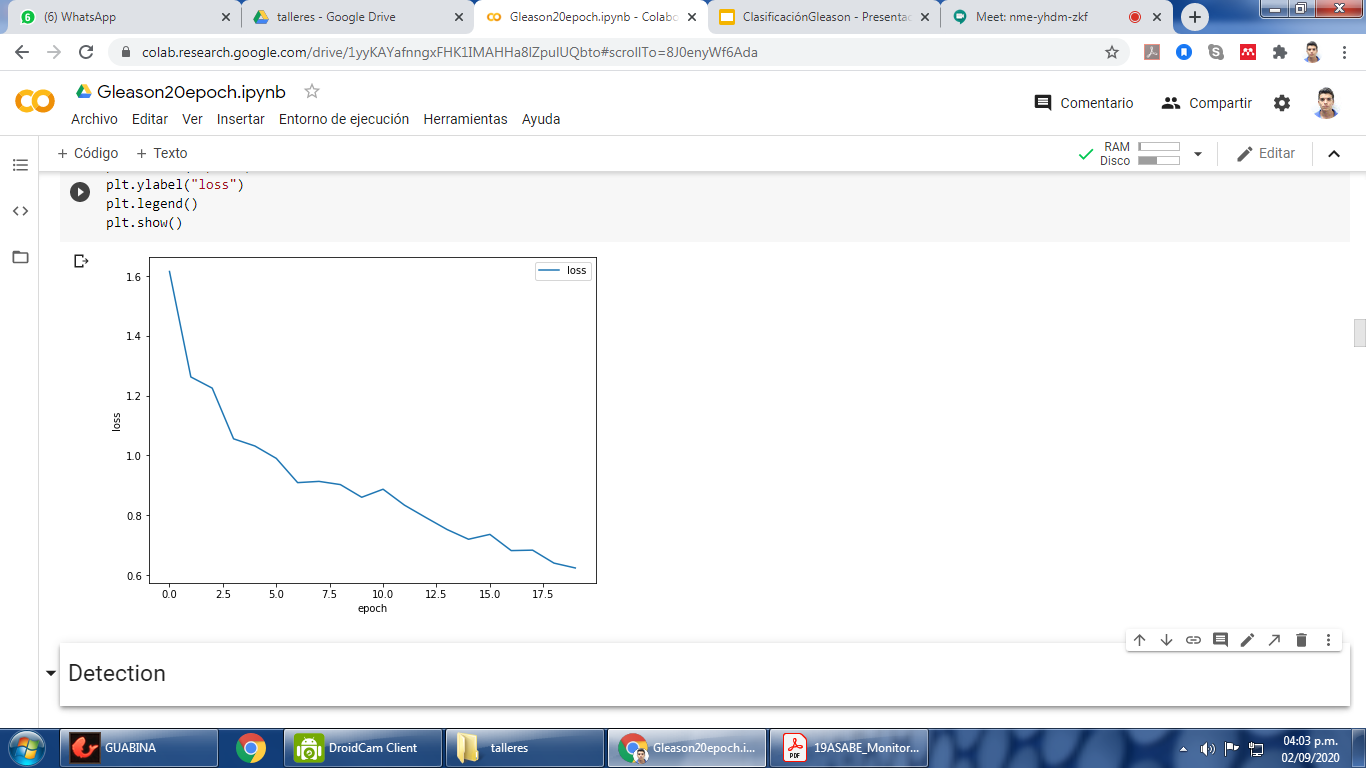 6 (6) WhatsApp
talleres - Google Drive
Gleason20epoch.ipynb - Colabo
ClasificaciónGleason - Presentac
Meet: nme-yhdm-zkf
colab.research.google.com/drive/1yyKAYafnngxFHK1IMAHHa8lZpulUQbto#scrollTo=8J0enyWf6Ada
Gleason20epoch.ipynb
Comentario
Compartir
Archivo Editar Ver Insertar Entorno de ejecución Herramientas Ayuda
+ Código + Texto
RAM
Disco
Editar
plt.ylabel("loss")
plt.legend()
plt.show()
loss
1.6
1.4
1.2
1.0
0.8
0.6
loss
0.0 2.5 5.0 7.5 10.0 12.5 15.0 17.5
epoch
Detection
GUABINA
DroidCam Client
talleres
Gleason20epoch.i...
PDF
19ASABE_Monitor...
04:03 p.m.
02/09/2020